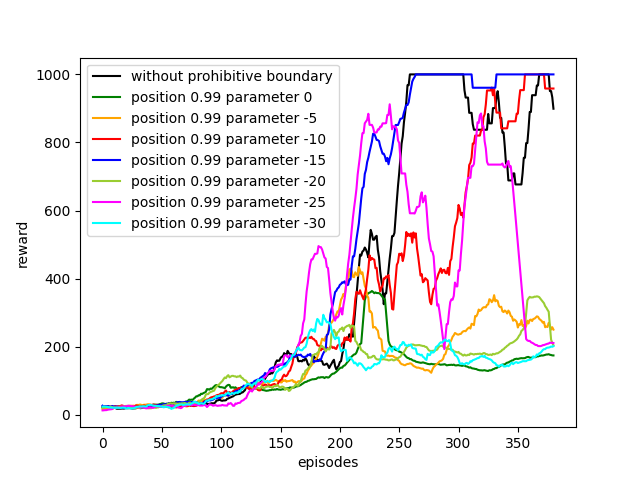 1000
800
600
400
200
0
reward
without prohibitive boundary
position 0.99 parameter 0
position 0.99 parameter -5
position 0.99 parameter -10
position 0.99 parameter -15
position 0.99 parameter -20
position 0.99 parameter -25
position 0.99 parameter -30
0 50 100 150 200 250 300 350
episodes